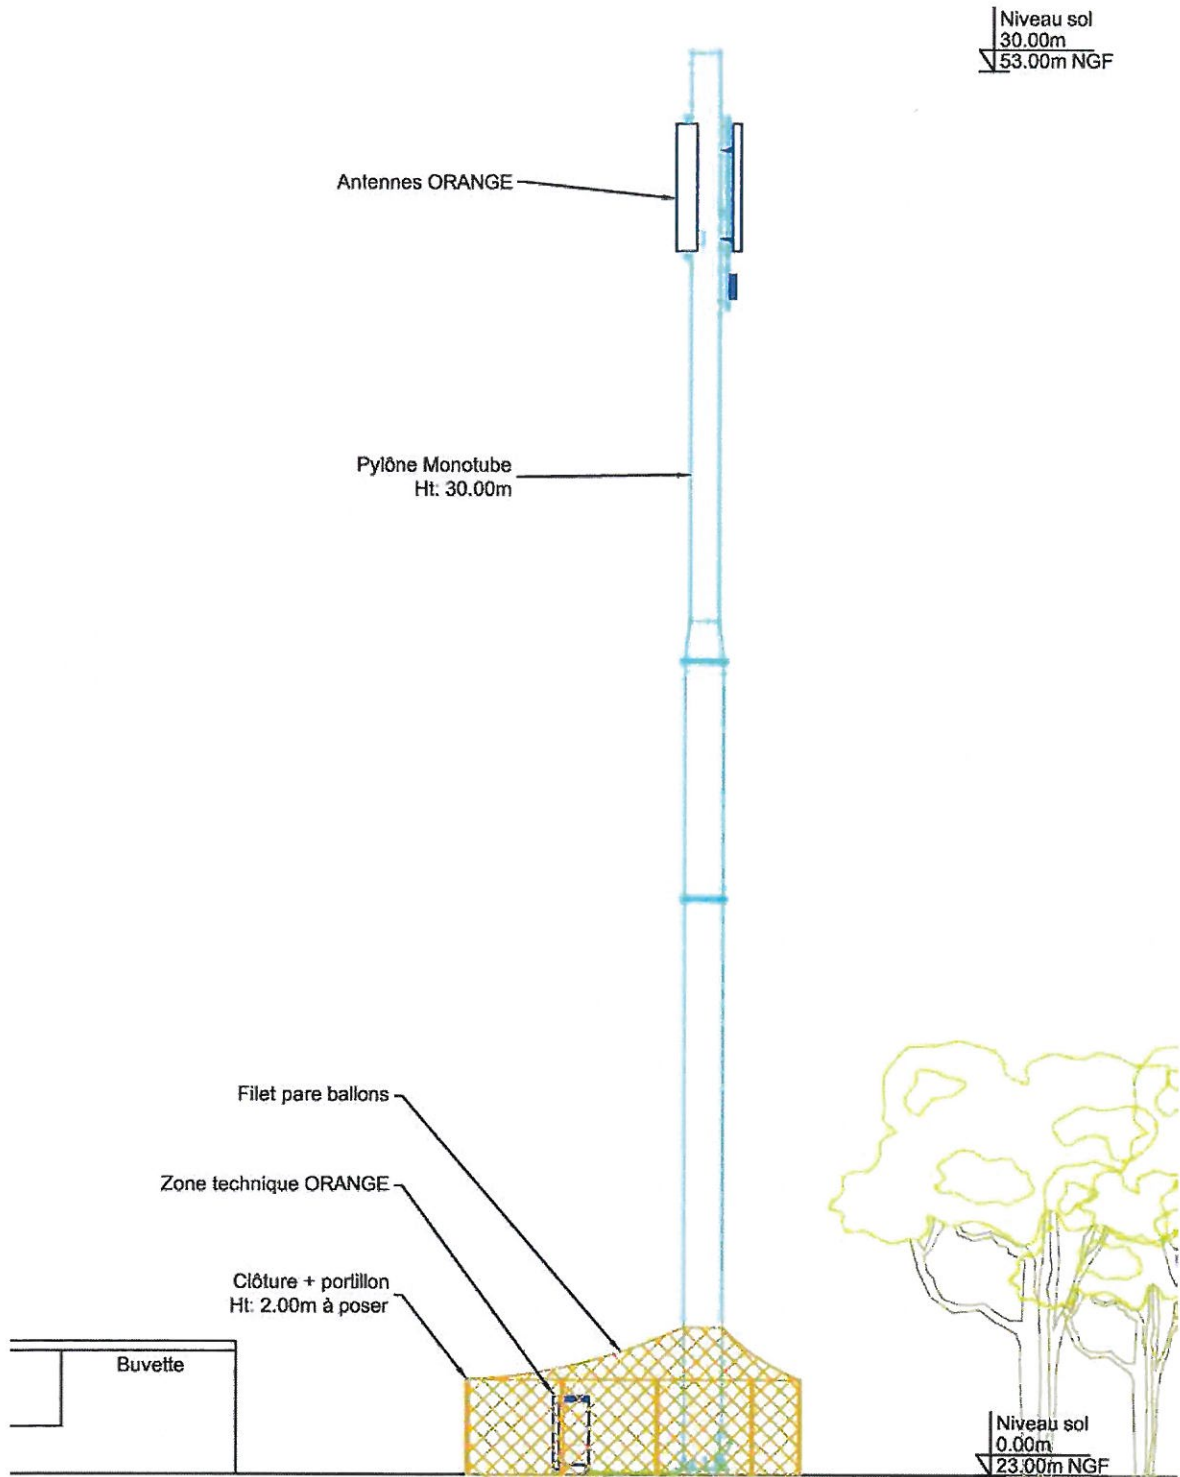 Niveau sol
30.00m
53.00m NGF
Antennes ORANGE
Pylône Monotube
Ht: 30.00m
Filet pare ballons
Zone technique ORANGE
Clôture + portillon
Ht: 2.00m à poser
Buvette
Niveau sol
0.00m
23.00m NGF